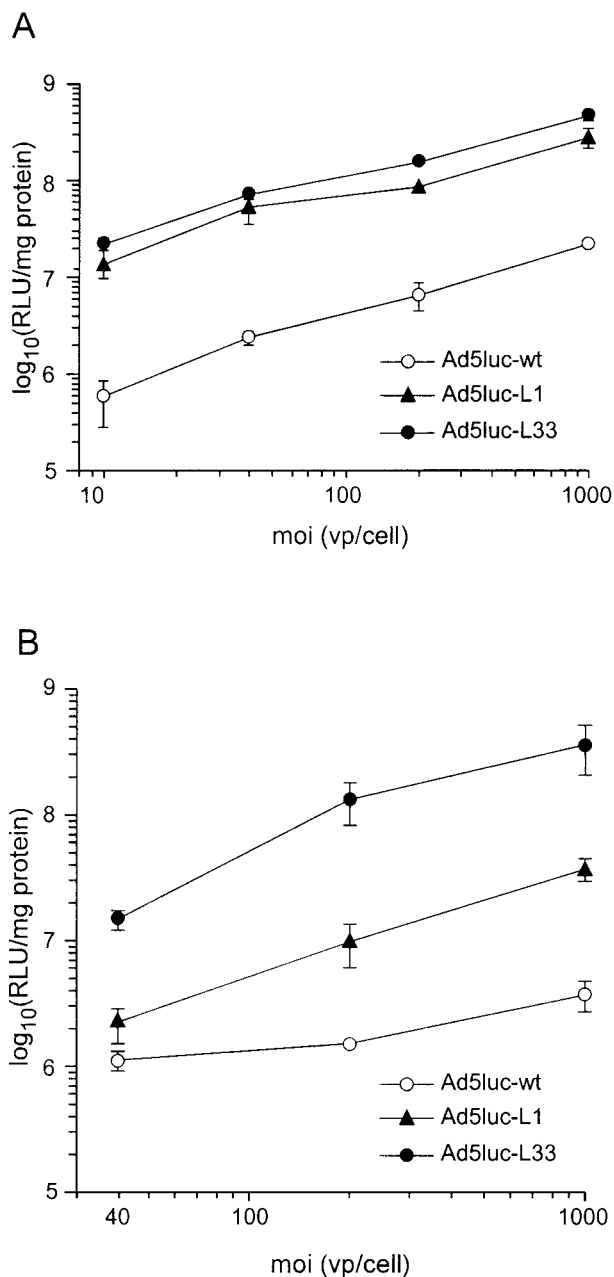 A
log10(RLU/mg protein)
9
8
7
6
5
Ad5luc-wt
Ad5luc-L1
Ad5luc-L33
10
100
1000
moi (vp/cell)
B
log10(RLU/mg protein)
9
8
7
6
5
Ad5luc-wt
Ad5luc-L1
Ad5luc-L33
40
100
1000
moi (vp/cell)